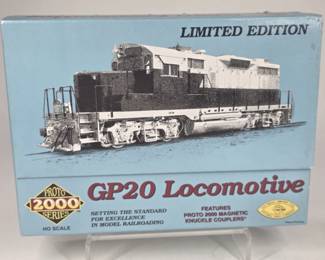 LIMITED EDITION
PROTO
2000
SERIES
HO SCALE
GP20 Locomotive
SETTING THE STANDARD
FOR EXCELLENCE
IN MODEL RAILROADING
FEATURES
PROTO 2000 MAGNETIC
KNUCKLE COUPLERS